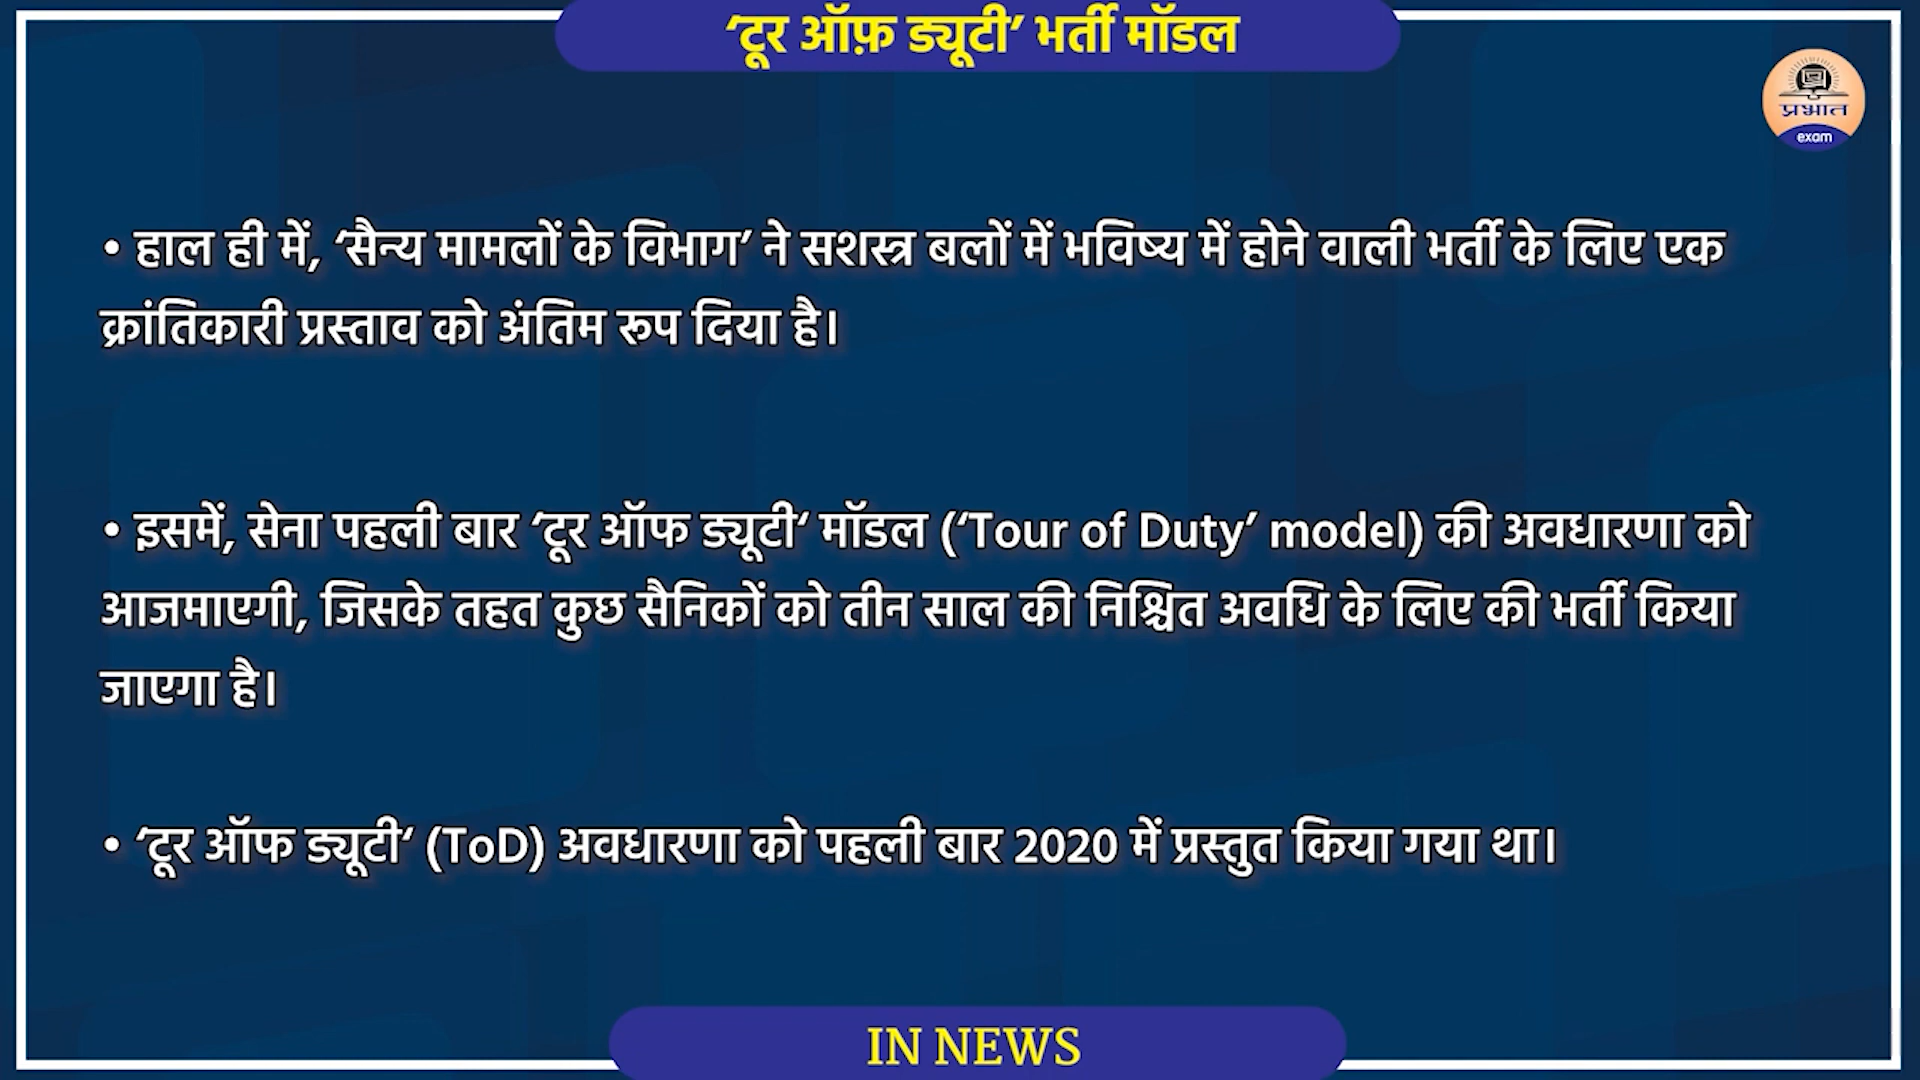 ‘टूर ऑफ़ ड्यूटी’ भर्ती मॉडल
प्रभात
exam
• हाल ही में, ‘सैन्य मामलों के विभाग’ ने सशस्त्र बलों में भविष्य में होने वाली भर्ती के लिए एक
क्रांतिकारी प्रस्ताव को अंतिम रूप दिया है।
• इसमें, सेना पहली बार ‘टूर ऑफ ड्यूटी‘ मॉडल (‘Tour of Duty’ model) की अवधारणा को
आजमाएगी, जिसके तहत कुछ सैनिकों को तीन साल की निश्चित अवधि के लिए की भर्ती किया
जाएगा है।
• ‘टूर ऑफ ड्यूटी‘ (ToD) अवधारणा को पहली बार 2020 में प्रस्तुत किया गया था।
IN NEWS